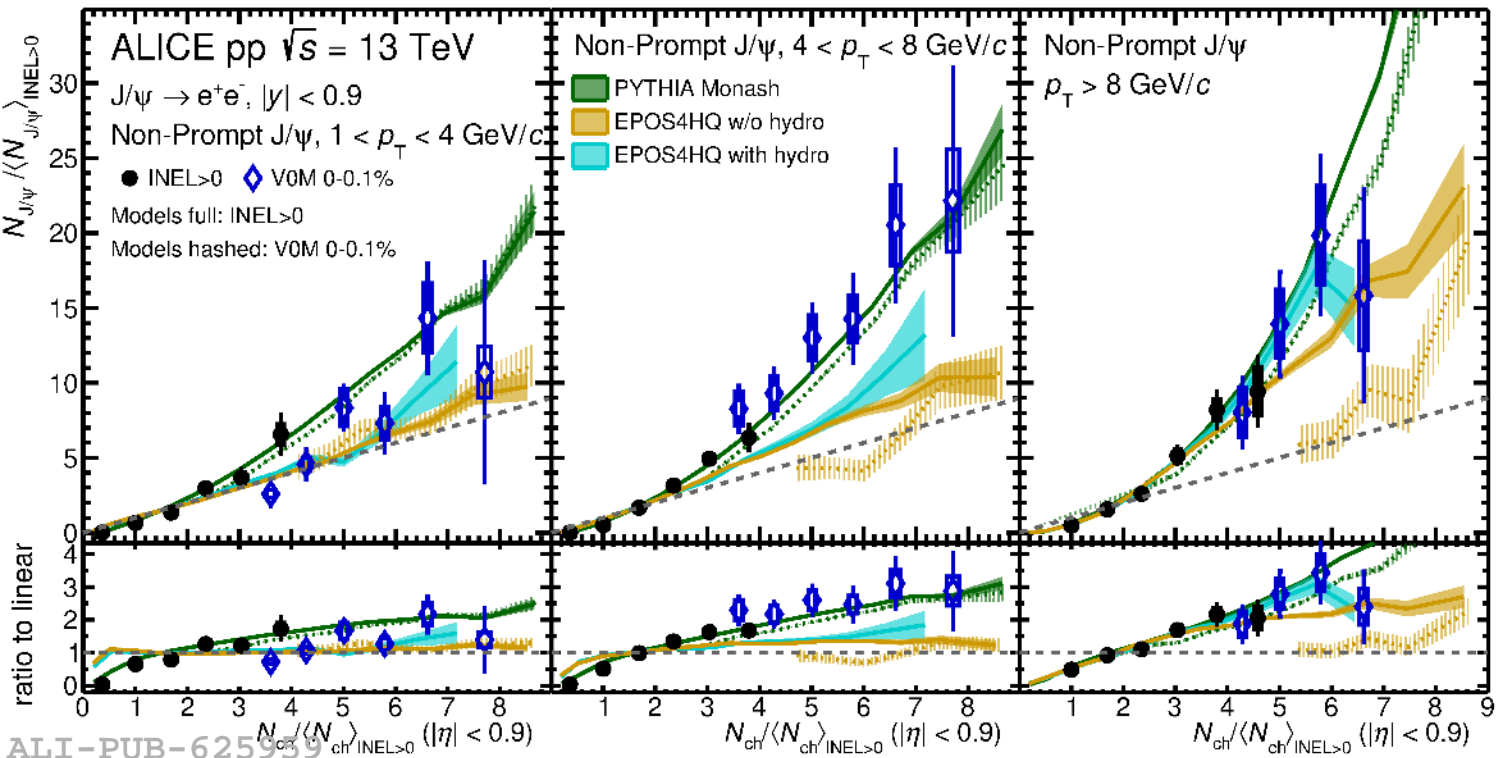 ALICE pp √s = 13 TeV
J/ψ → e⁺e⁻, |y| < 0.9
Non-Prompt J/ψ, 1 < p_T < 4 GeV/c
INEL>0 V0M 0-0.1%
Models full: INEL>0
Models hashed: V0M 0-0.1%
Non-Prompt J/ψ, 4 < p_T < 8 GeV/c
PYTHIA Monash
EPOS4HQ w/o hydro
EPOS4HQ with hydro
Non-Prompt J/ψ
p_T > 8 GeV/c
N_J/ψ /⟨N_J/ψ⟩_INEL>0
30
25
20
15
10
5
0
ratio to linear
4
3
2
1
0
0 1 2 3 4 5 6 7 8 1 2 3 4 5 6 7 8 1 2 3 4 5 6 7 8 9
N_ch/⟨N_ch⟩_INEL>0 (|η| < 0.9)
N_ch/⟨N_ch⟩_INEL>0 (|η| < 0.9)
N_ch/⟨N_ch⟩_INEL>0 (|η| < 0.9)
ALI-PUB-625959